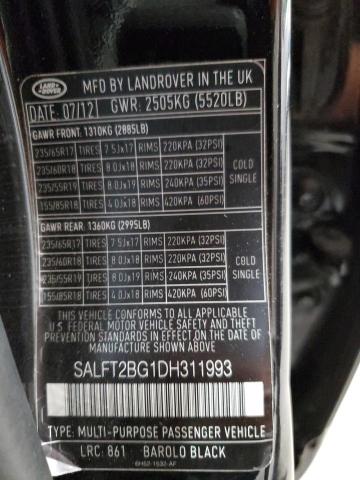 LAND ROVER
MFD BY LANDROVER IN THE UK
DATE: 07/12 GWR: 2505KG (5520LB)
GAWR FRONT: 1310KG (2885LB)
235/65R17 TIRES 7.5Jx17 RIMS 220KPA (32PSI)
235/60R18 TIRES 8.0Jx18 RIMS 220KPA (32PSI)
235/55R19 TIRES 8.0Jx19 RIMS 240KPA (35PSI)
155/85R18 TIRES 4.0Jx18 RIMS 420KPA (60PSI)
COLD SINGLE
GAWR REAR: 1360KG (2995LB)
235/65R17 TIRES 7.5Jx17 RIMS 220KPA (32PSI)
235/60R18 TIRES 8.0Jx18 RIMS 220KPA (32PSI)
235/55R19 TIRES 8.0Jx19 RIMS 240KPA (35PSI)
155/85R18 TIRES 4.0Jx18 RIMS 420KPA (60PSI)
COLD SINGLE
THIS VEHICLE CONFORMS TO ALL APPLICABLE
U.S. FEDERAL MOTOR VEHICLE SAFETY AND
THEFT PREVENTION STANDARDS IN EFFECT ON
THE DATE OF MANUFACTURE SHOWN ABOVE
SALFT2BG1DH311993
TYPE: MULTI-PURPOSE PASSENGER VEHICLE
LRC: 861 BAROLO BLACK
6H52-1532-AF